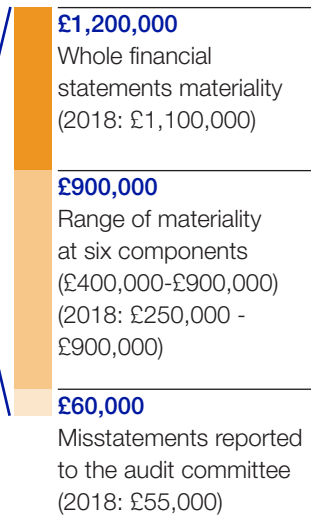 £1,200,000
Whole financial
statements materiality
(2018: £1,100,000)
£900,000
Range of materiality
at six components
(£400,000-£900,000)
(2018: £250,000 -
£900,000)
£60,000
Misstatements reported
to the audit committee
(2018: £55,000)